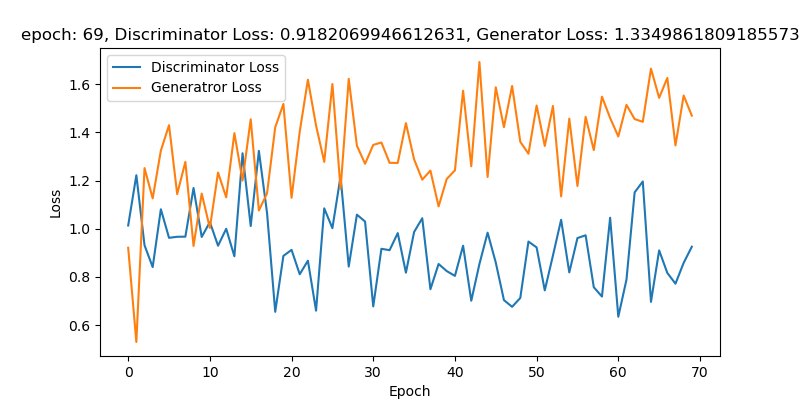 epoch: 69, Discriminator Loss: 0.9182069946612631, Generator Loss: 1.3349861809185573
Discriminator Loss
Generatror Loss
1.6
1.4
1.2
1.0
0.8
0.6
Loss
0 10 20 30 40 50 60 70
Epoch